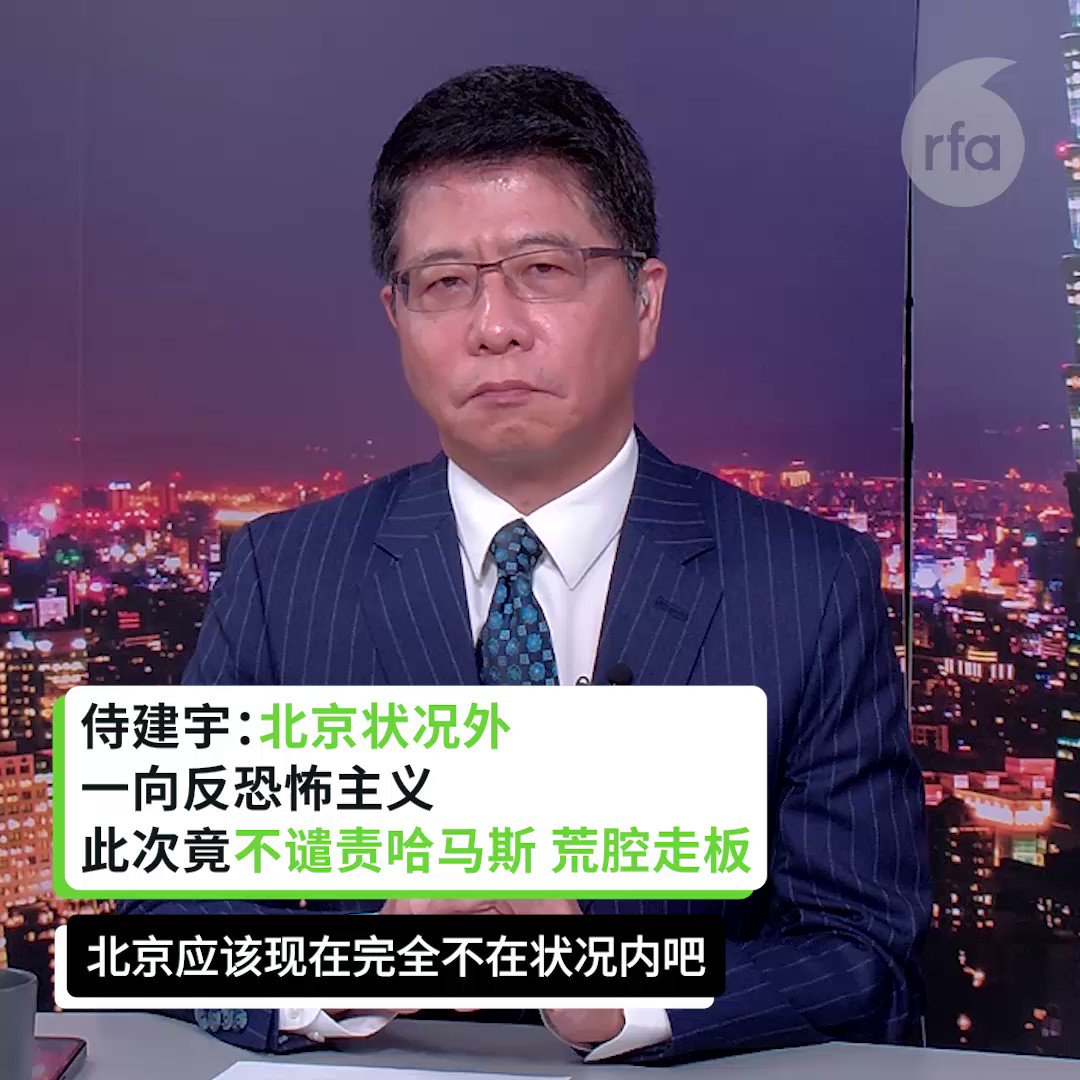 rfa
侍建宇：北京状况外
一向反恐怖主义
此次竟不谴责哈马斯 荒腔走板
北京应该现在完全不在状况内吧